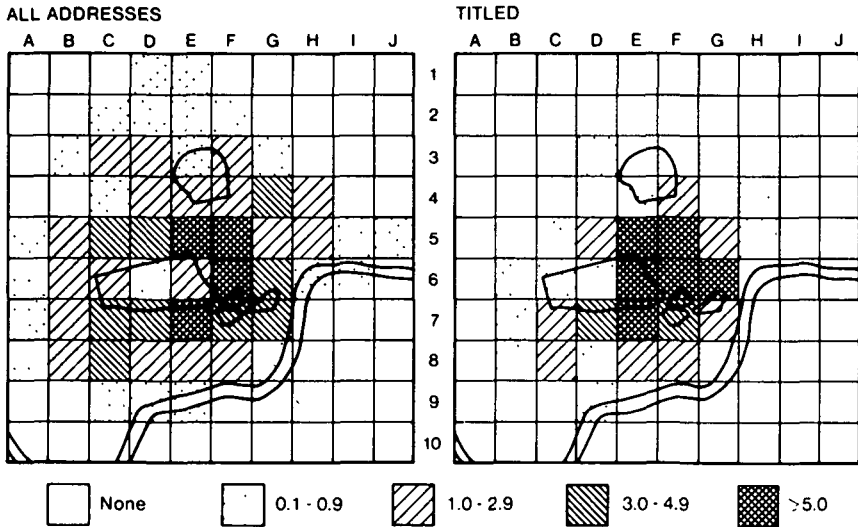 ALL ADDRESSES
TITLED
A B C D E F G H I J
A B C D E F G H I J
1
2
3
4
5
6
7
8
9
10
None
0.1 - 0.9
1.0 - 2.9
3.0 - 4.9
≥5.0